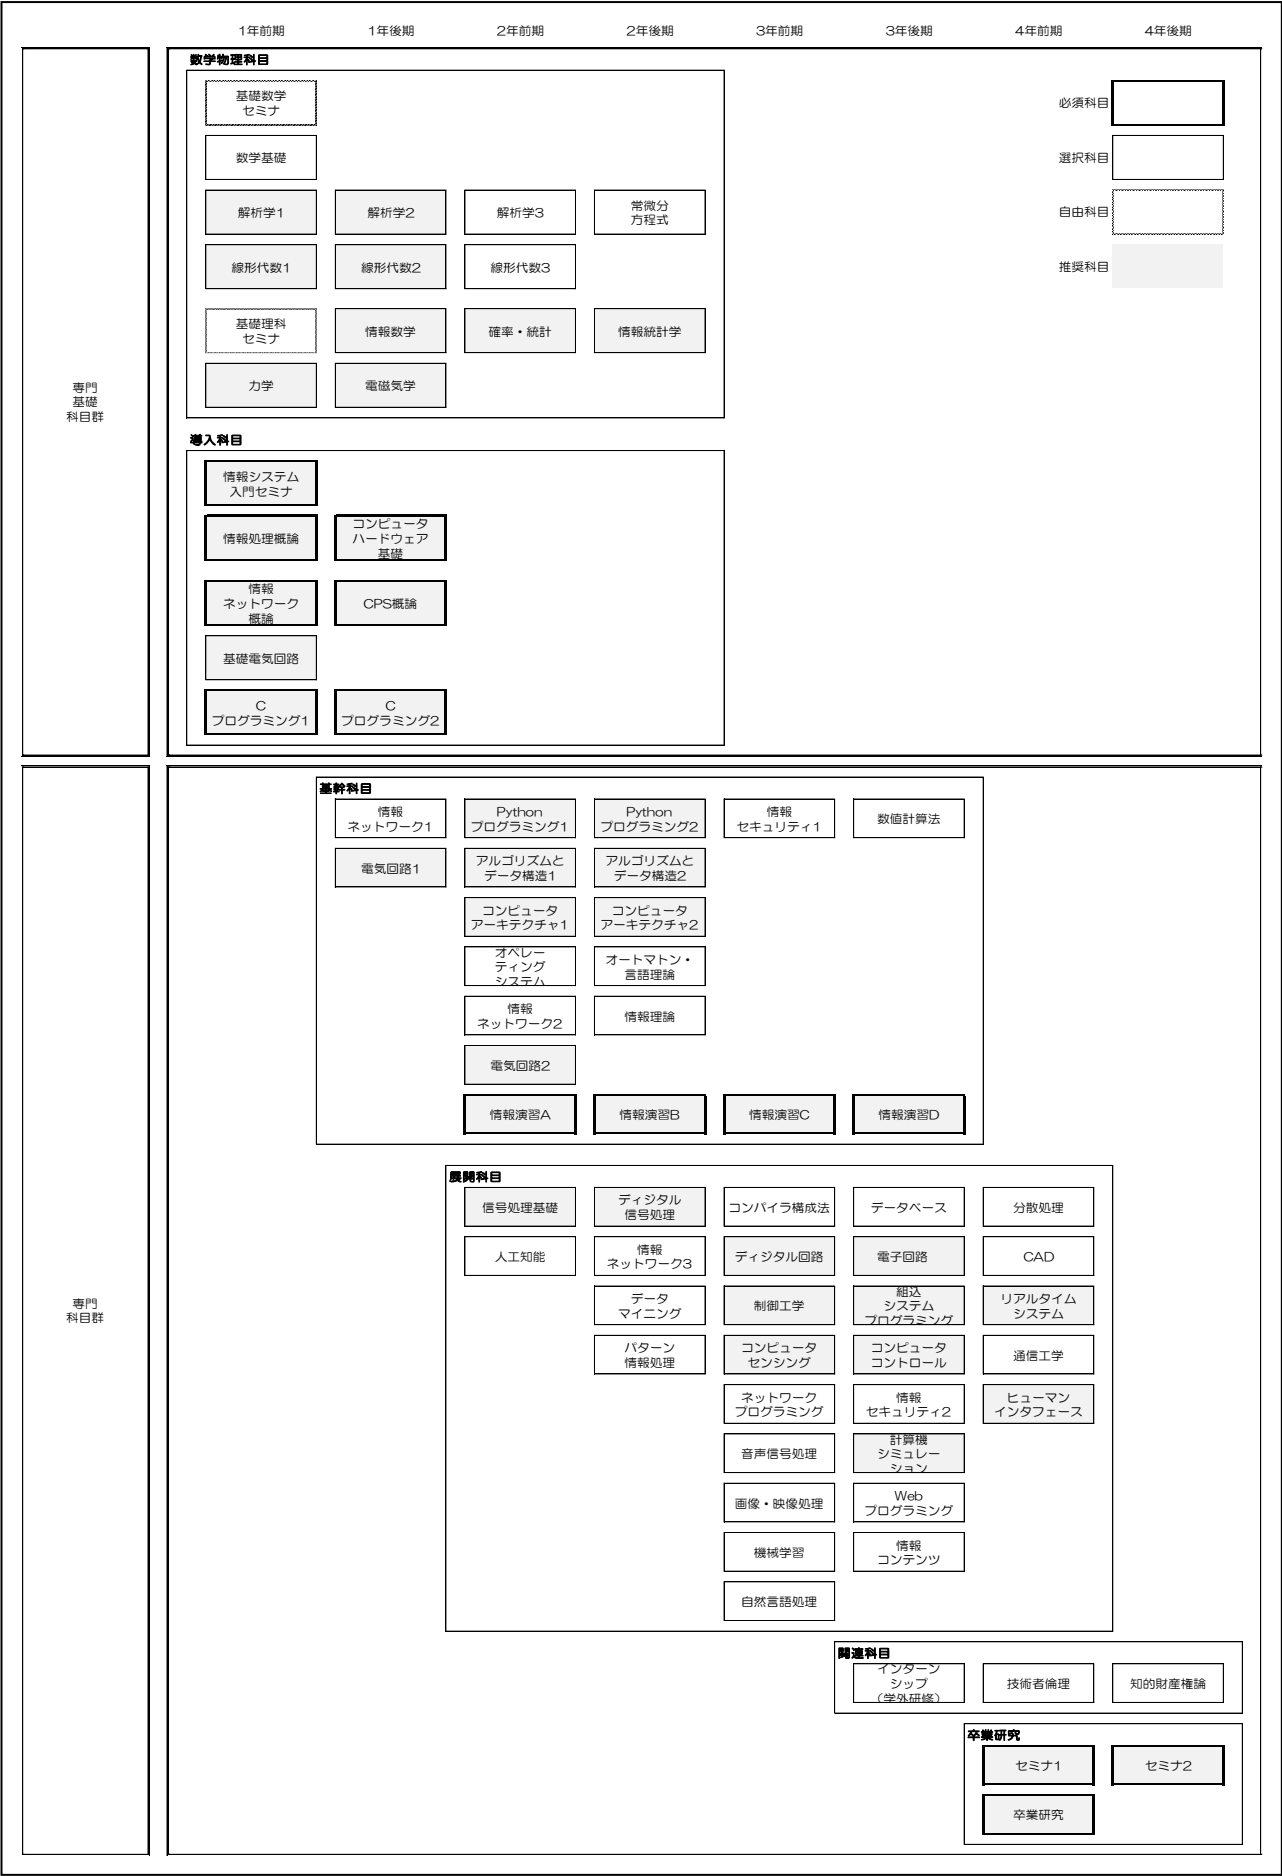 1年前期 1年後期 2年前期 2年後期 3年前期 3年後期 4年前期 4年後期
専門
基礎
科目群
数学物理科目
基礎数学
セミナ
必須科目
数学基礎
選択科目
解析学1 解析学2 解析学3 常微分
方程式
自由科目
線形代数1 線形代数2 線形代数3
推奨科目
基礎理科
セミナ
情報数学 確率・統計 情報統計学
力学 電磁気学
導入科目
情報システム
入門セミナ
情報処理概論
コンピュータ
ハードウェア
基礎
情報
ネットワーク
概論
CPS概論
基礎電気回路
C
プログラミング1
C
プログラミング2
専門
科目群
基幹科目
情報
ネットワーク1
Python
プログラミング1
Python
プログラミング2
情報
セキュリティ1
数値計算法
電気回路1
アルゴリズムと
データ構造1
アルゴリズムと
データ構造2
コンピュータ
アーキテクチャ1
コンピュータ
アーキテクチャ2
オペレー
ティング
システム
オートマトン・
言語理論
情報
ネットワーク2
情報理論
電気回路2
情報演習A 情報演習B 情報演習C 情報演習D
展開科目
信号処理基礎
ディジタル
信号処理
コンパイラ構成法 データベース 分散処理
人工知能
情報
ネットワーク3
ディジタル回路 電子回路 CAD
データ
マイニング
制御工学
組込
システム
プログラミング
リアルタイム
システム
パターン
情報処理
コンピュータ
センシング
コンピュータ
コントロール
通信工学
ネットワーク
プログラミング
情報
セキュリティ2
ヒューマン
インタフェース
音声信号処理
計算機
シミュレー
ション
画像・映像処理
Web
プログラミング
機械学習
情報
コンテンツ
自然言語処理
関連科目
インターン
シップ
（学外研修）
技術者倫理 知的財産権論
卒業研究
セミナ1 セミナ2
卒業研究